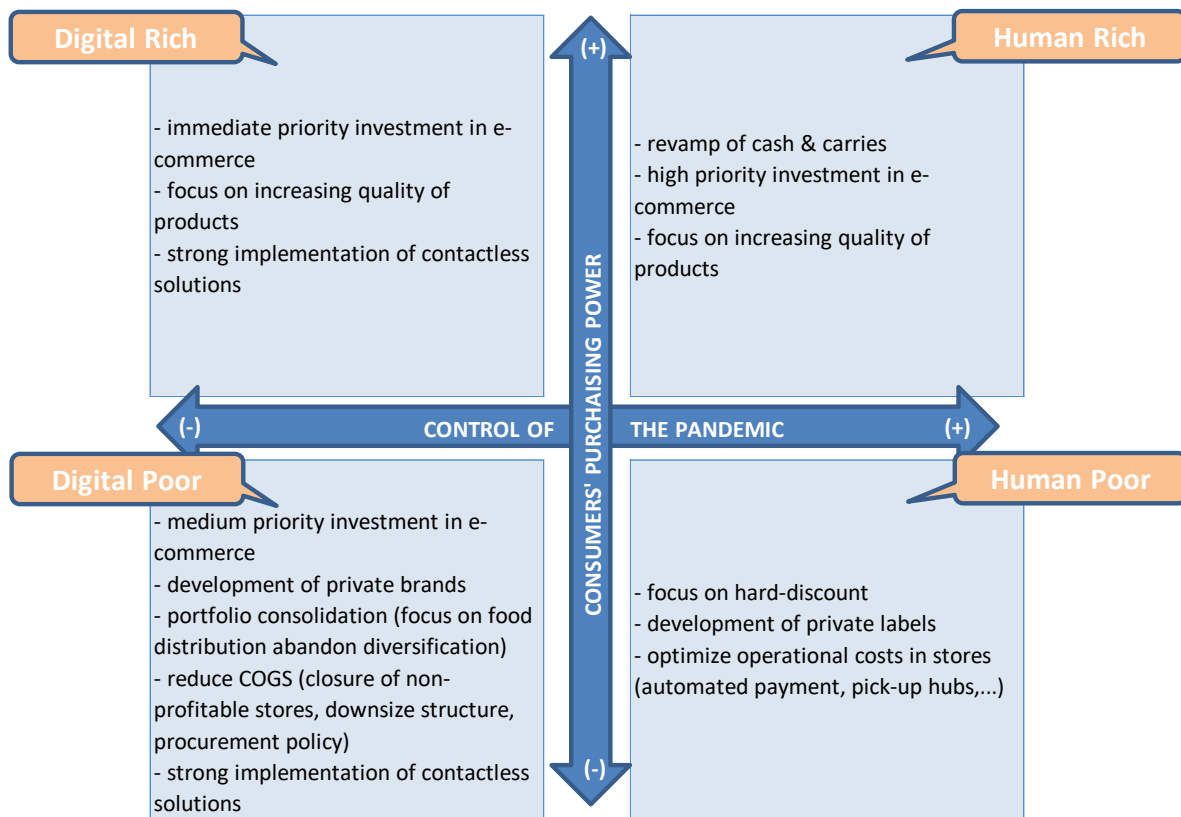 Digital Rich
- immediate priority investment in e-
commerce
- focus on increasing quality of
products
- strong implementation of contactless
solutions
Human Rich
- revamp of cash & carries
- high priority investment in e-
commerce
- focus on increasing quality of
products
(+)
CONSUMERS' PURCHAISING POWER
(-)
(-)
CONTROL OF THE PANDEMIC
(+)
Digital Poor
- medium priority investment in e-
commerce
- development of private brands
- portfolio consolidation (focus on food
distribution abandon diversification)
- reduce COGS (closure of non-
profitable stores, downsize structure,
procurement policy)
- strong implementation of contactless
solutions
Human Poor
- focus on hard-discount
- development of private labels
- optimize operational costs in stores
(automated payment, pick-up hubs,...)